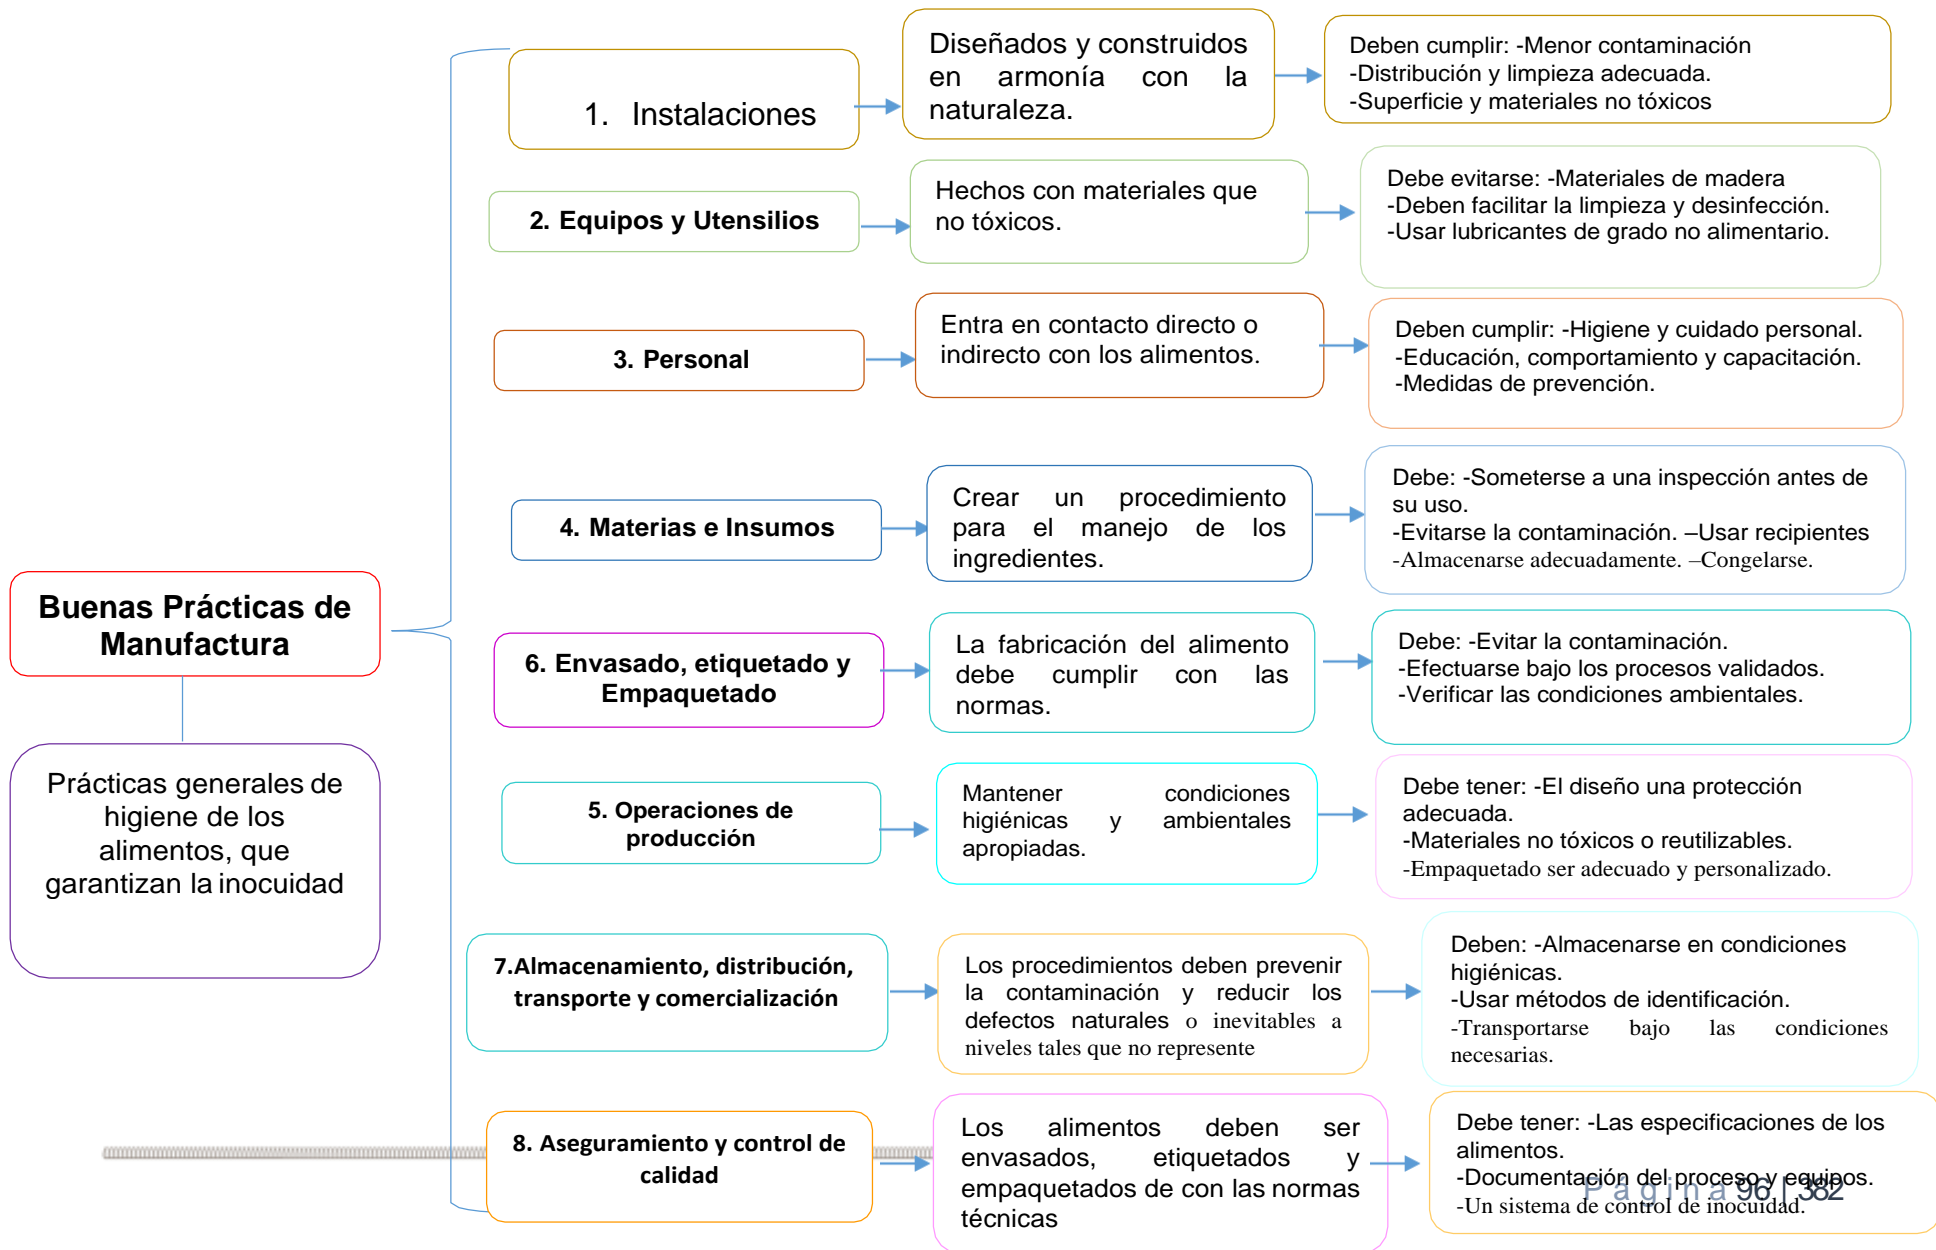 Buenas Prácticas de
Manufactura
Prácticas generales de
higiene de los
alimentos, que
garantizan la inocuidad
1. Instalaciones
Diseñados y construidos
en armonía con la
naturaleza.
Deben cumplir: -Menor contaminación
-Distribución y limpieza adecuada.
-Superficie y materiales no tóxicos
2. Equipos y Utensilios
Hechos con materiales que
no tóxicos.
Debe evitarse: -Materiales de madera
-Deben facilitar la limpieza y desinfección.
-Usar lubricantes de grado no alimentario.
3. Personal
Entra en contacto directo o
indirecto con los alimentos.
Deben cumplir: -Higiene y cuidado personal.
-Educación, comportamiento y capacitación.
-Medidas de prevención.
4. Materias e Insumos
Crear un procedimiento
para el manejo de los
ingredientes.
Debe: -Someterse a una inspección antes de
su uso.
-Evitarse la contaminación. –Usar recipientes
-Almacenarse adecuadamente. –Congelarse.
6. Envasado, etiquetado y
Empaquetado
La fabricación del alimento
debe cumplir con las
normas.
Debe: -Evitar la contaminación.
-Efectuarse bajo los procesos validados.
-Verificar las condiciones ambientales.
5. Operaciones de
producción
Mantener condiciones
higiénicas y ambientales
apropiadas.
Debe tener: -El diseño una protección
adecuada.
-Materiales no tóxicos o reutilizables.
-Empaquetado ser adecuado y personalizado.
7.Almacenamiento, distribución,
transporte y comercialización
Los procedimientos deben prevenir
la contaminación y reducir los
defectos naturales o inevitables a
niveles tales que no represente
Deben: -Almacenarse en condiciones
higiénicas.
-Usar métodos de identificación.
-Transportarse bajo las condiciones
necesarias.
8. Aseguramiento y control de
calidad
Los alimentos deben ser
envasados, etiquetados y
empaquetados de con las normas
técnicas
Debe tener: -Las especificaciones de los
alimentos.
-Documentación del proceso y equipos.
-Un sistema de control de inocuidad.
Página 96 | 382